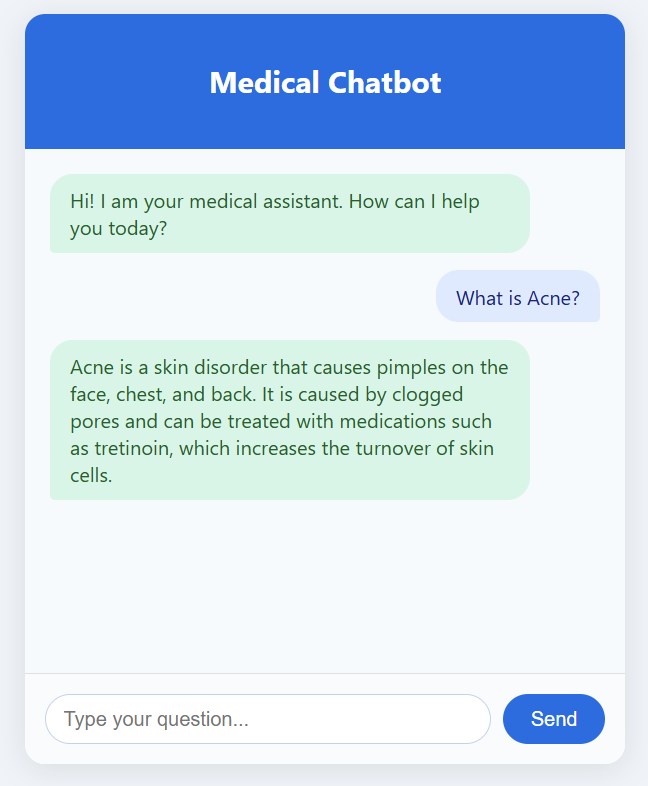 Medical Chatbot
Hi! I am your medical assistant. How can I help
you today?
What is Acne?
Acne is a skin disorder that causes pimples on the
face, chest, and back. It is caused by clogged
pores and can be treated with medications such
as tretinoin, which increases the turnover of skin
cells.
Type your question...
Send